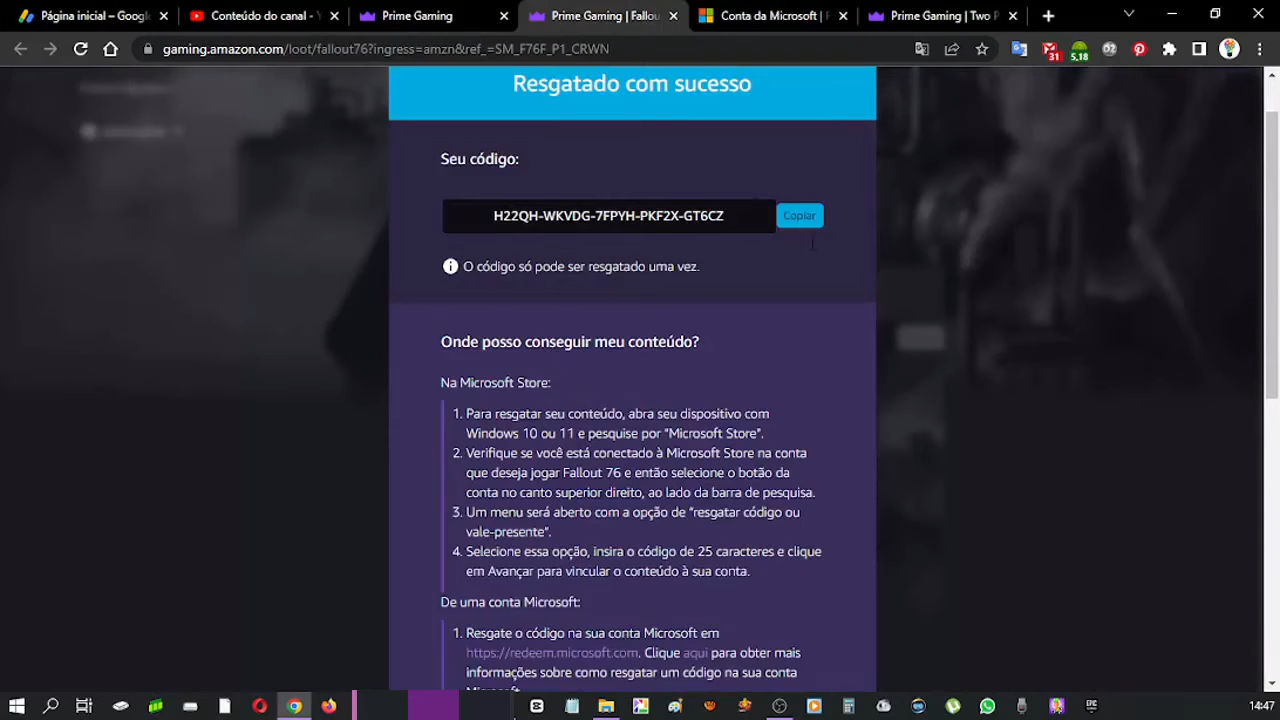 Página inicial – Google
Conteúdo do canal - Y
Prime Gaming
Prime Gaming | Fallou
Conta da Microsoft | P
Prime Gaming | Two P
gaming.amazon.com/loot/fallout76?ingress=amzn&ref_=SM_F76F_P1_CRWN
31
5,18
Resgatado com sucesso
Seu código:
H22QH-WKVDG-7FPYH-PKF2X-GT6CZ
Copiar
O código só pode ser resgatado uma vez.
Onde posso conseguir meu conteúdo?
Na Microsoft Store:
1. Para resgatar seu conteúdo, abra seu dispositivo com
Windows 10 ou 11 e pesquise por "Microsoft Store".
2. Verifique se você está conectado à Microsoft Store na conta
que deseja jogar Fallout 76 e então selecione o botão da
conta no canto superior direito, ao lado da barra de pesquisa.
3. Um menu será aberto com a opção de "resgatar código ou
vale-presente".
4. Selecione essa opção, insira o código de 25 caracteres e clique
em Avançar para vincular o conteúdo à sua conta.
De uma conta Microsoft:
1. Resgate o código na sua conta Microsoft em
https://redeem.microsoft.com. Clique aqui para obter mais
informações sobre como resgatar um código na sua conta
Microsoft.
EPIC
14:47